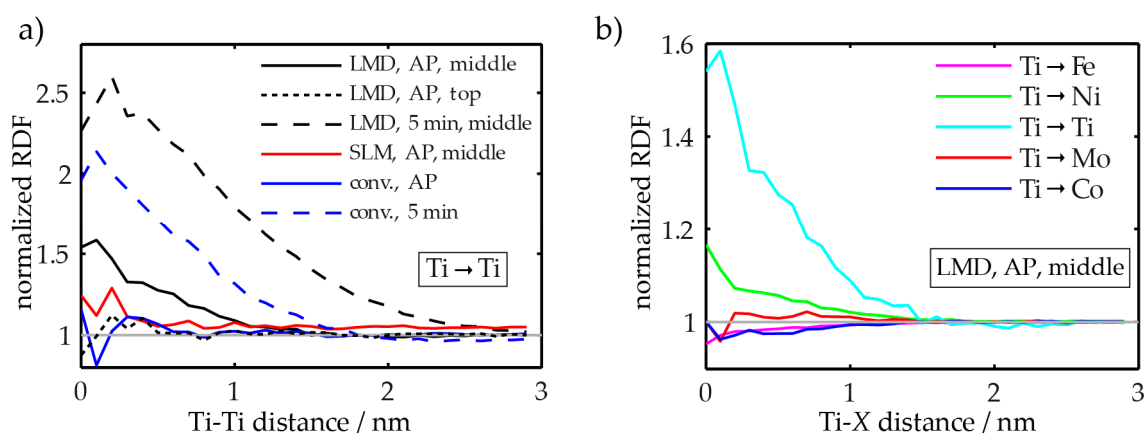 a)
normalized RDF
2.5
2
1.5
1
LMD, AP, middle
LMD, AP, top
LMD, 5 min, middle
SLM, AP, middle
conv., AP
conv., 5 min
Ti → Ti
0 1 2 3
Ti-Ti distance / nm
b)
normalized RDF
1.6
1.4
1.2
1
Ti → Fe
Ti → Ni
Ti → Ti
Ti → Mo
Ti → Co
LMD, AP, middle
0 1 2 3
Ti-X distance / nm